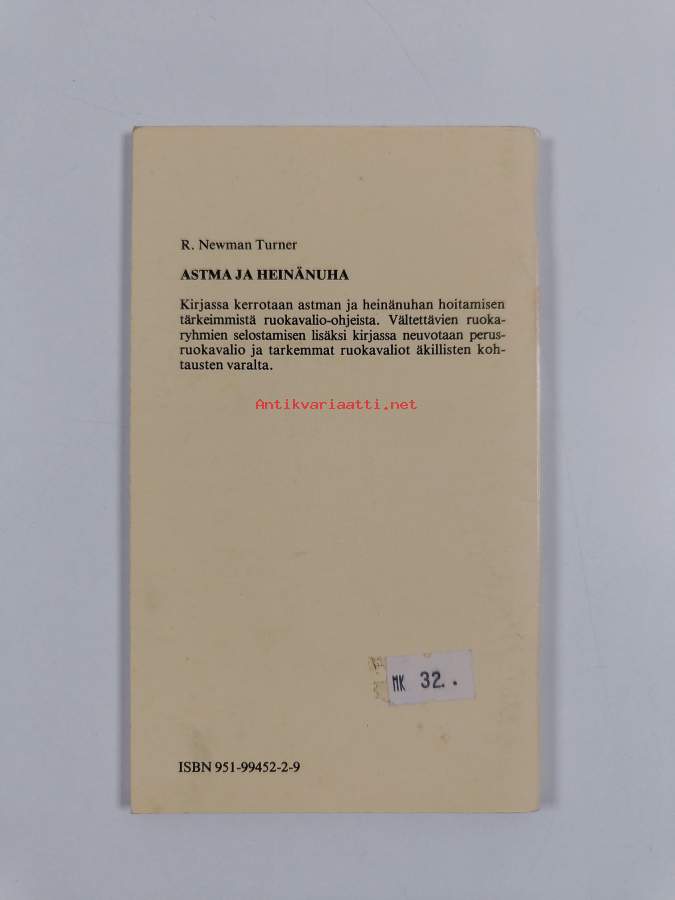 R. Newman Turner
ASTMA JA HEINÄNUHA
Kirjassa kerrotaan astman ja heinänuhan hoitamisen
tärkeimmistä ruokavalio-ohjeista. Vältettävien ruoka-
ryhmien selostamisen lisäksi kirjassa neuvotaan perus-
ruokavalio ja tarkemmat ruokavaliot äkillisten koh-
tausten varalta.
Antikvariaatti.net
MK 32..
ISBN 951-99452-2-9